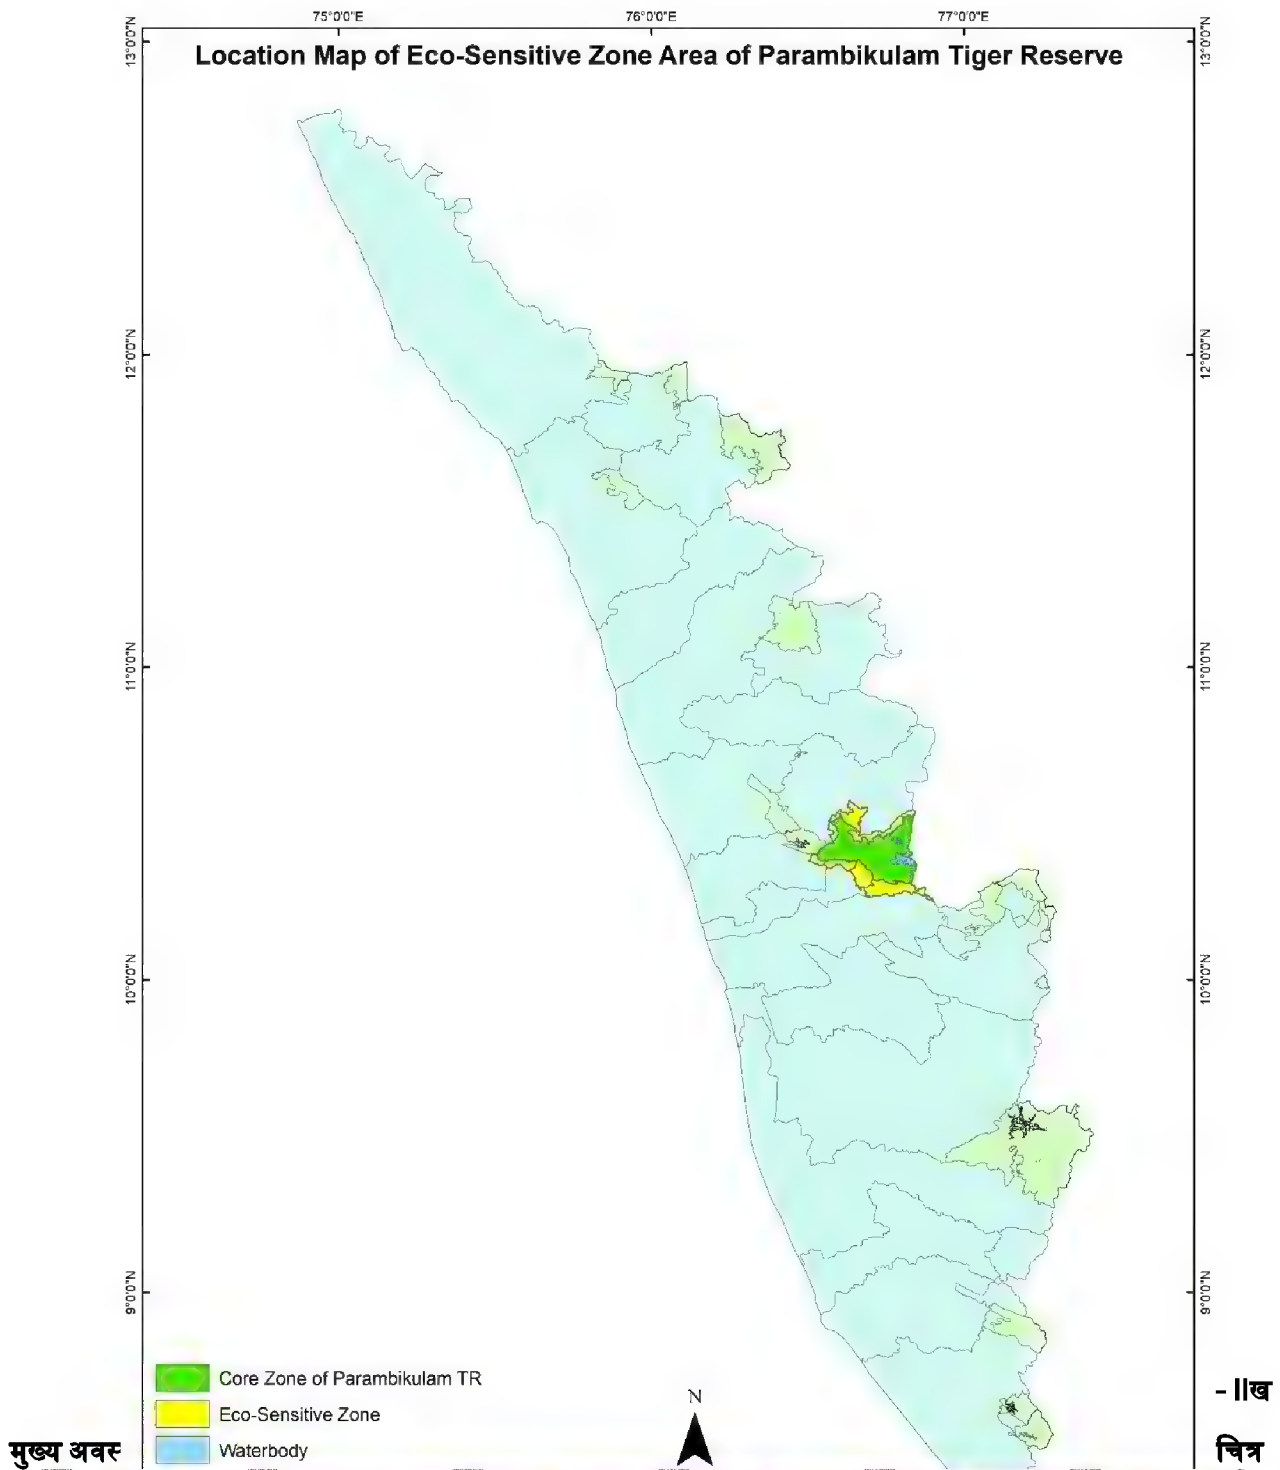 75°0'0"E 76°0'0"E 77°0'0"E
Location Map of Eco-Sensitive Zone Area of Parambikulam Tiger Reserve
13°0'0"N 13°0'0"N
12°0'0"N 12°0'0"N
11°0'0"N 11°0'0"N
10°0'0"N 10°0'0"N
9°0'0"N 9°0'0"N
Core Zone of Parambikulam TR
- IIख
N
Eco-Sensitive Zone
मुख्य अवस
Waterbody
चित्र